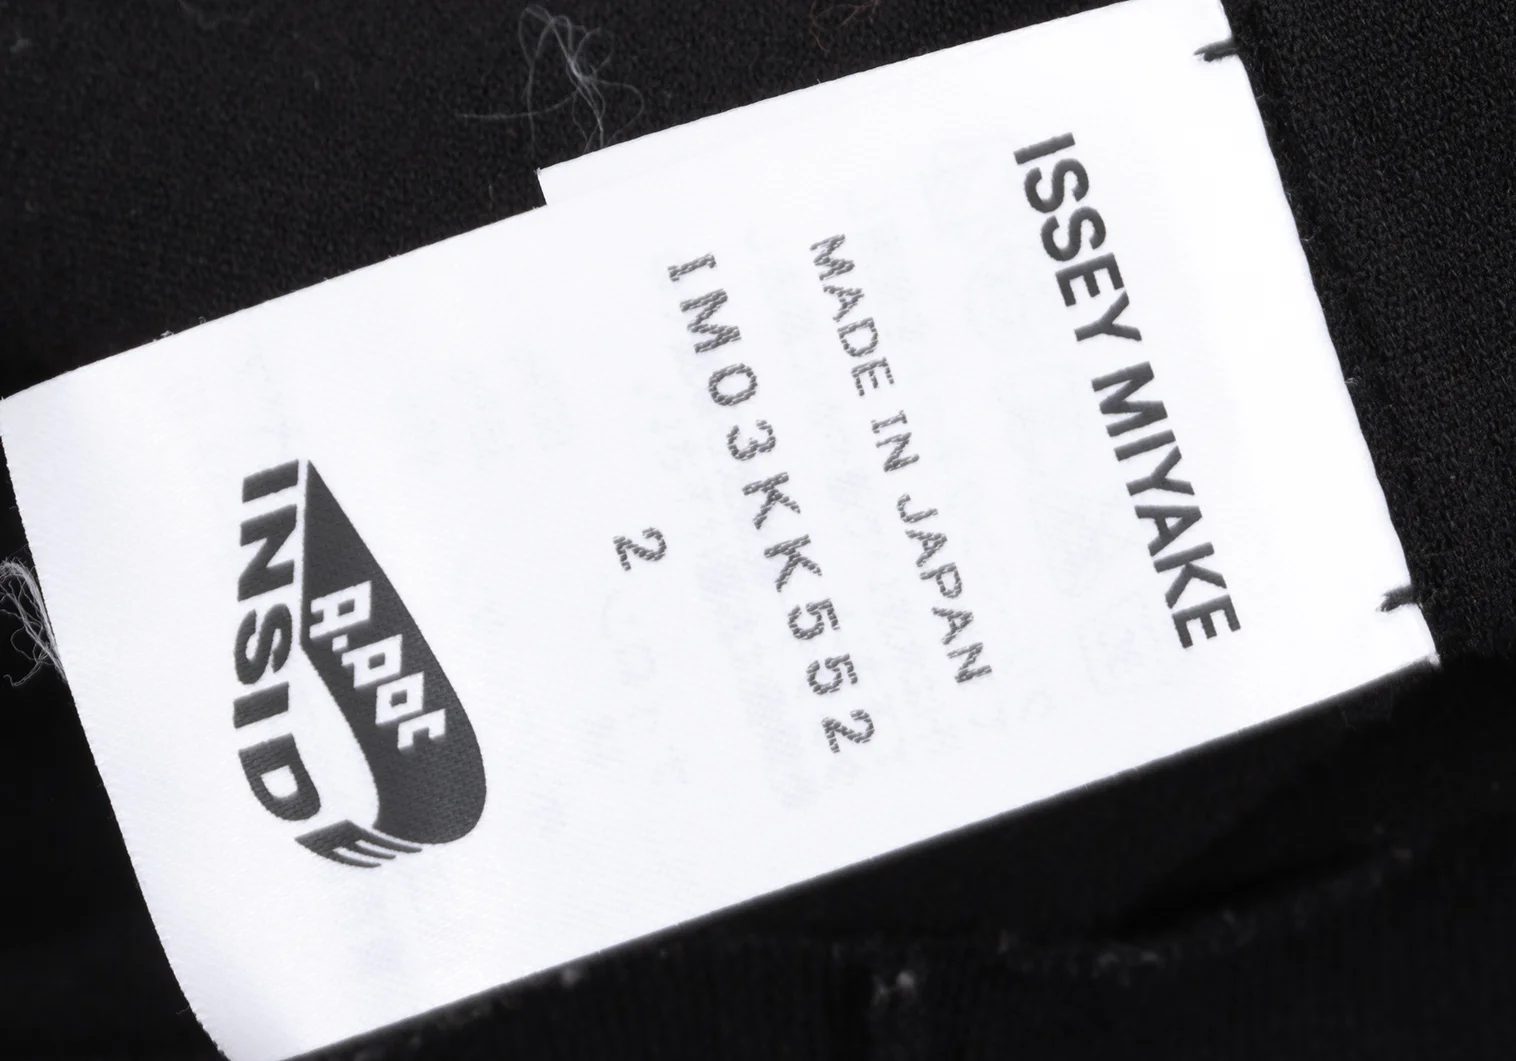 ISSEY MIYAKE
MADE IN JAPAN
IM03KK552
2
A.POC
INSIDE